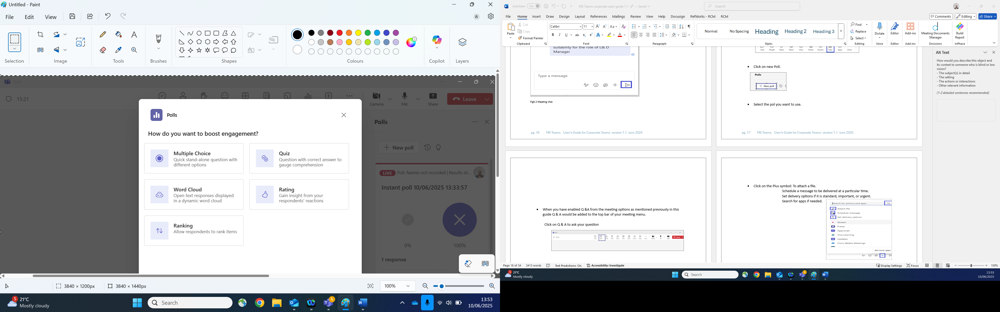 Untitled - Paint
File Edit View
Selection
Image
Tools
Brushes
Shapes
Colours
Copilot
Layers
Test
15:21
Camera
Mic
Share
Leave
Polls
How do you want to boost engagement?
Multiple Choice
Quick stand-alone question with
different options
Quiz
Question with correct answer to
gauge comprehension
Word Cloud
Open text responses displayed
in a dynamic word cloud
Rating
Gain insight from your
respondents' reactions
Ranking
Allow respondents to rank items
Polls
New poll
LIVE Poll: Names not recorded | Results sh...
Instant poll 10/06/2025 13:33:57
0% 100%
1 response
3840 × 1200px
3840 × 1440px
100%
5
21°C
Mostly cloudy
Search
13:53
10/06/2025
AutoSave On
MS Teams corporate users guide 1.1 • Saved
Search
File Home Insert Draw Design Layout References Mailings Review View Help Docusign RefWorks - RCM RCM
Comments Editing Share
Paste
Cut
Copy
Format Painter
Clipboard
Calibri 11
Font
Paragraph
Normal No Spacing Heading Heading 2 Heading 3
Styles
Find
Replace
Select
Editing
Dictate
Voice
Editor
Editor
Add-ins
Add-ins
Meeting Documents
Manager
Decisions
Build
Report
InPhase
suitability for the role of L& D
Manager
Type a message
Fig5.2 Meeting chat
pg. 16 MS Teams User's Guide for Corporate Teams version 1.1 June 2025
Chat People Raise React View Notes Rooms Polls Apps More
• Click on new Poll.
Polls
+ New poll
• Select the pol you want to use.
pg. 17 MS Teams User's Guide for Corporate Teams version 1.1 June 2025
• When you have enabled Q &A from the meeting options as mentioned previously in this
guide Q & A would be added to the top bar of your meeting menu.
Click on Q & A to ask your question
• Click on the Plus symbol: To attach a file.
Schedule a message to be delivered at a particular time.
Set delivery options if it is standard, important, or urgent.
Search for apps if needed.
Search for actions and apps
Attach file
Schedule message
Set delivery options
Stream
Praise
Approvals
Viva Learning
Updates
Cisco Webex Meetings
Get more apps
Alt Text
How would you describe this object and
its context to someone who is blind or low
vision?
- The subject(s) in detail
- The setting
- The actions or interactions
- Other relevant information
(1-2 detailed sentences recommended)
Page 18 of 34 2413 words Text Predictions: On Accessibility: Investigate
Display Settings Focus 100%
5
21°C
Mostly cloudy
Search
13:53
10/06/2025